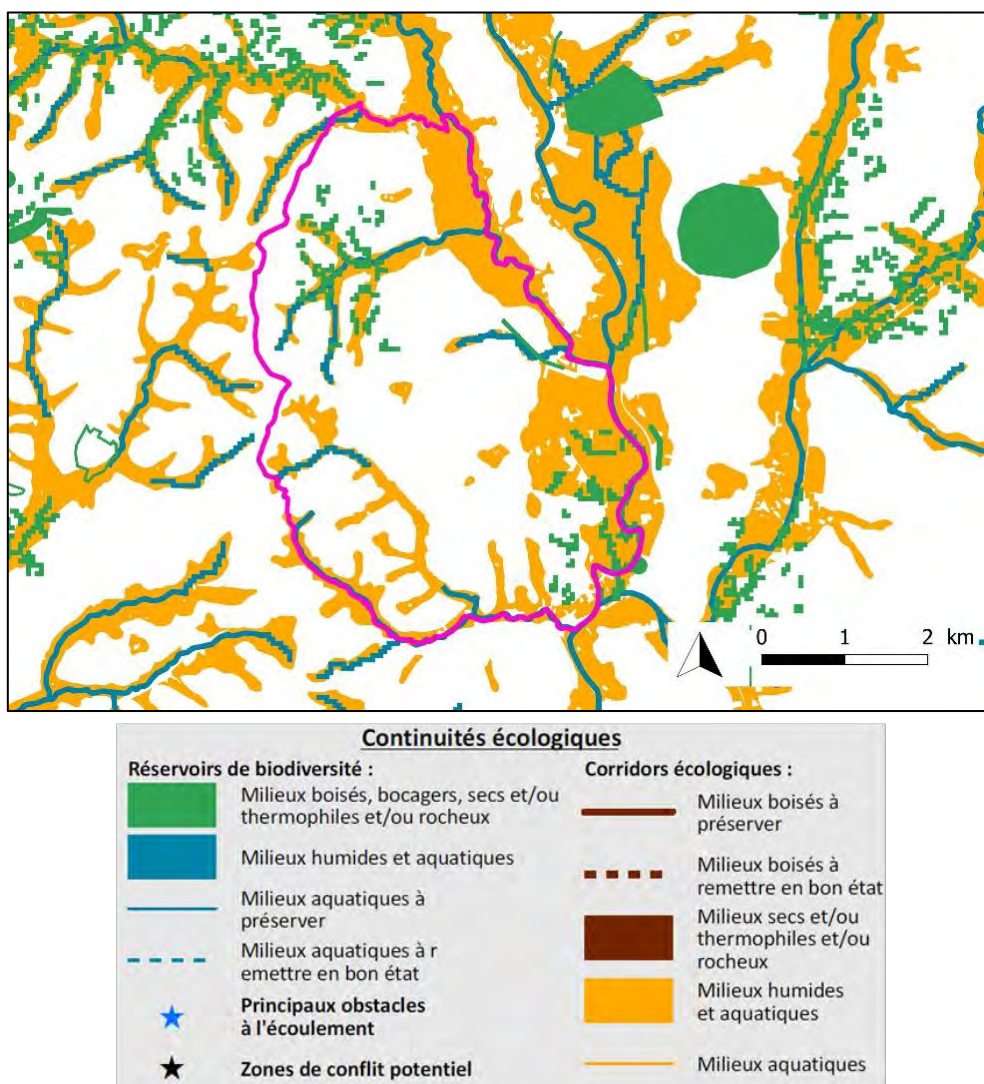 0 1 2 km
Continuités écologiques
Réservoirs de biodiversité :
Milieux boisés, bocagers, secs et/ou
thermophiles et/ou rocheux
Milieux humides et aquatiques
Milieux aquatiques à
préserver
Milieux aquatiques à r
emettre en bon état
Principaux obstacles
à l'écoulement
Zones de conflit potentiel
Corridors écologiques :
Milieux boisés à
préserver
Milieux boisés à
remettre en bon état
Milieux secs et/ou
thermophiles et/ou
rocheux
Milieux humides
et aquatiques
Milieux aquatiques